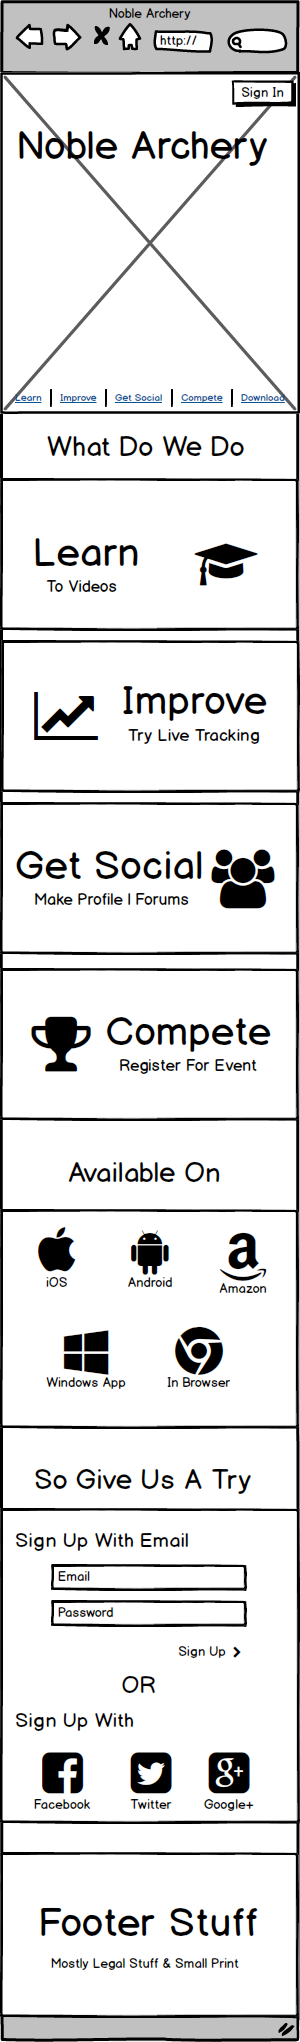 Noble Archery
http://
Sign In
Noble Archery
Learn | Improve | Get Social | Compete | Download
What Do We Do
Learn
To Videos
Improve
Try Live Tracking
Get Social
Make Profile | Forums
Compete
Register For Event
Available On
iOS Android Amazon
Windows App In Browser
So Give Us A Try
Sign Up With Email
Email
Password
Sign Up
OR
Sign Up With
Facebook Twitter Google+
Footer Stuff
Mostly Legal Stuff & Small Print